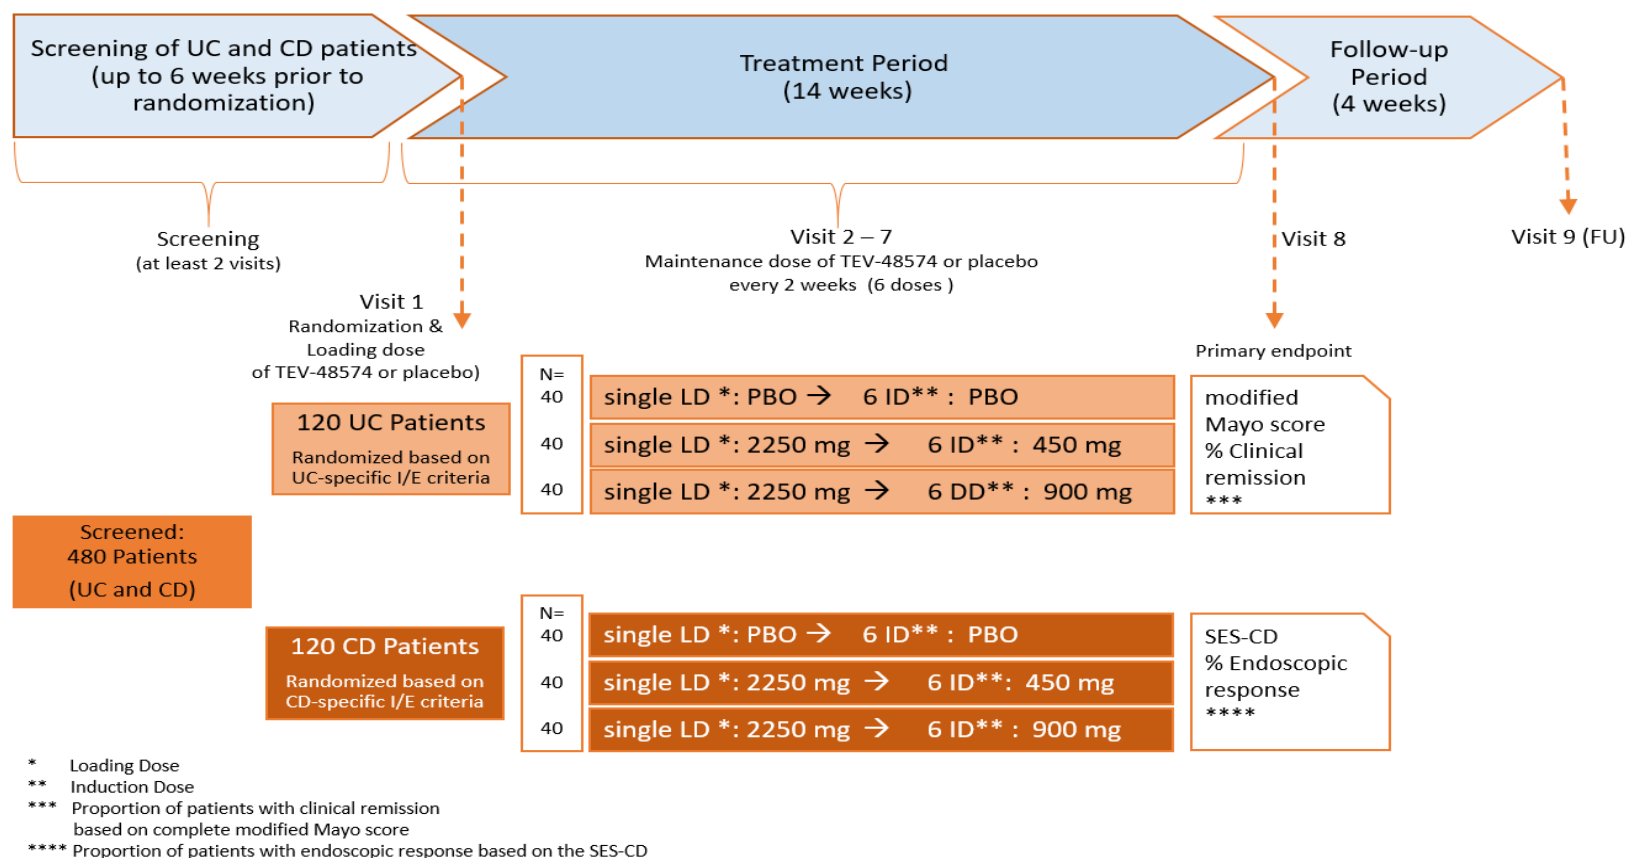 Screening of UC and CD patients
(up to 6 weeks prior to
randomization)
Treatment Period
(14 weeks)
Follow-up
Period
(4 weeks)
Screening
(at least 2 visits)
Visit 2 – 7
Maintenance dose of TEV-48574 or placebo
every 2 weeks (6 doses )
Visit 8
Visit 9 (FU)
Visit 1
Randomization &
Loading dose
of TEV-48574 or placebo)
Primary endpoint
120 UC Patients
Randomized based on
UC-specific I/E criteria
N=
40
single LD *: PBO → 6 ID** : PBO
40
single LD *: 2250 mg → 6 ID** : 450 mg
40
single LD *: 2250 mg → 6 DD** : 900 mg
modified
Mayo score
% Clinical
remission
***
Screened:
480 Patients
(UC and CD)
120 CD Patients
Randomized based on
CD-specific I/E criteria
N=
40
single LD *: PBO → 6 ID** : PBO
40
single LD *: 2250 mg → 6 ID**: 450 mg
40
single LD *: 2250 mg → 6 ID** : 900 mg
SES-CD
% Endoscopic
response
****
* Loading Dose
** Induction Dose
*** Proportion of patients with clinical remission
based on complete modified Mayo score
**** Proportion of patients with endoscopic response based on the SES-CD